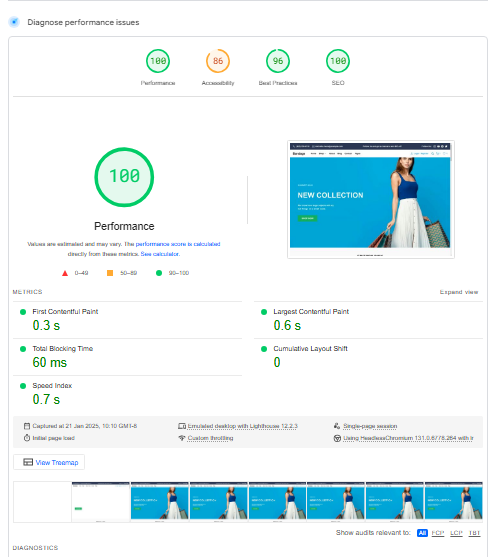 Diagnose performance issues
100 86 96 100
Performance Accessibility Best Practices SEO
100
Performance
Values are estimated and may vary. The performance score is calculated
directly from these metrics. See calculator.
0–49 50–89 90–100
NEW COLLECTION
METRICS Expand view
First Contentful Paint Largest Contentful Paint
0.3 s 0.6 s
Total Blocking Time Cumulative Layout Shift
60 ms 0
Speed Index
0.7 s
Captured at 21 Jan 2025, 10:10 GMT-6 Emulated desktop with Lighthouse 12.2.3 Single-page session
Initial page load Custom throttling Using HeadlessChromium 131.0.6778.264 with lr
View Treemap
Show audits relevant to: All FCP LCP TBT
DIAGNOSTICS